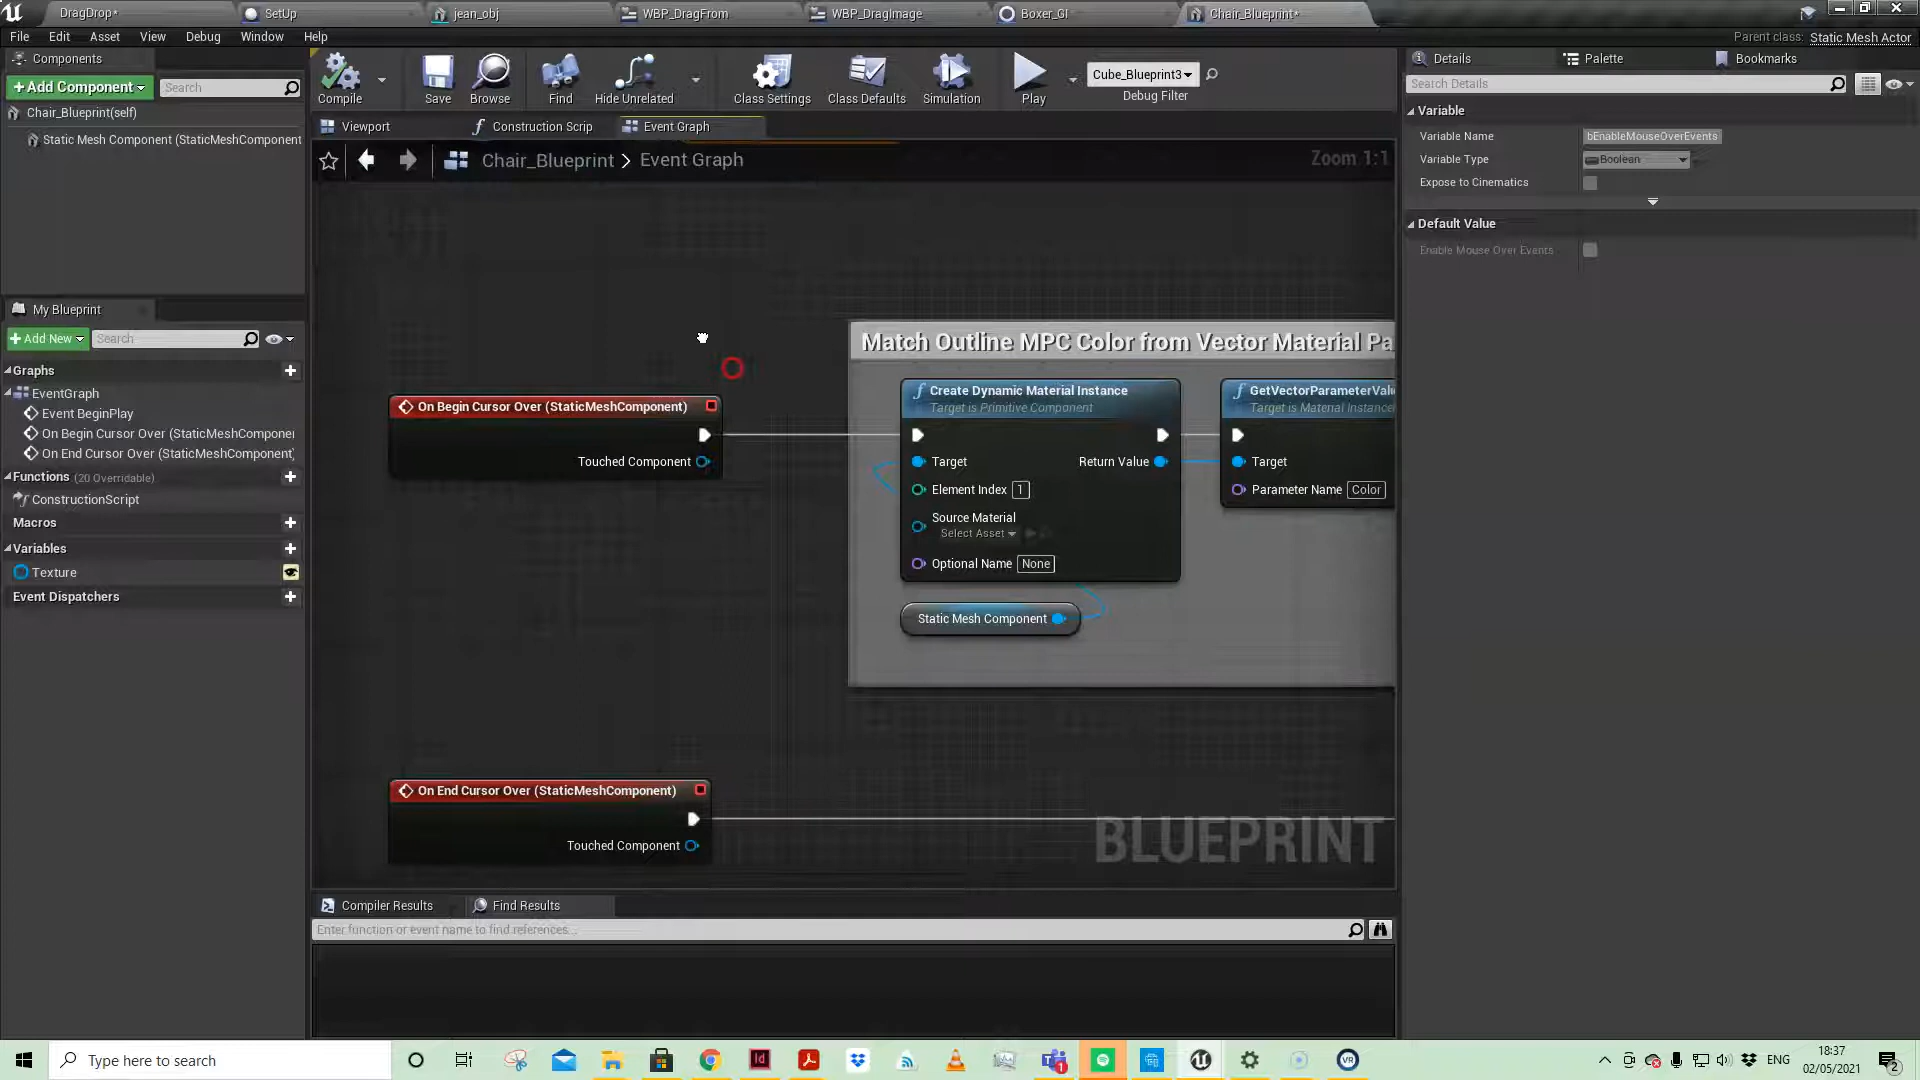 DragDrop*
SetUp
jean_obj
WBP_DragFrom
WBP_DragImage
Boxer_GI
Chair_Blueprint*
File Edit Asset View Debug Window Help
Parent class: Static Mesh Actor
Components
+Add Component
Search
Chair_Blueprint(self)
Static Mesh Component (StaticMeshComponent
Compile
Save
Browse
Find
Hide Unrelated
Class Settings
Class Defaults
Simulation
Play
Cube_Blueprint3
Debug Filter
Viewport
Construction Scrip
Event Graph
Chair_Blueprint > Event Graph
Zoom 1:1
My Blueprint
+Add New
Search
Graphs
EventGraph
Event BeginPlay
On Begin Cursor Over (StaticMeshComponen
On End Cursor Over (StaticMeshComponent)
Functions (20 Overridable)
ConstructionScript
Macros
Variables
Texture
Event Dispatchers
Match Outline MPC Color from Vector Material Pa
On Begin Cursor Over (StaticMeshComponent)
Touched Component
Create Dynamic Material Instance
Target is Primitive Component
Target
Return Value
Element Index 1
Source Material
Select Asset
Optional Name None
GetVectorParameterValu
Target is Material Instance
Target
Parameter Name Color
Static Mesh Component
On End Cursor Over (StaticMeshComponent)
Touched Component
BLUEPRINT
Compiler Results
Find Results
Enter function or event name to find references...
Details
Palette
Bookmarks
Search Details
Variable
Variable Name bEnableMouseOverEvents
Variable Type Boolean
Expose to Cinematics
Default Value
Enable Mouse Over Events
Type here to search
ENG
18:37
02/05/2021